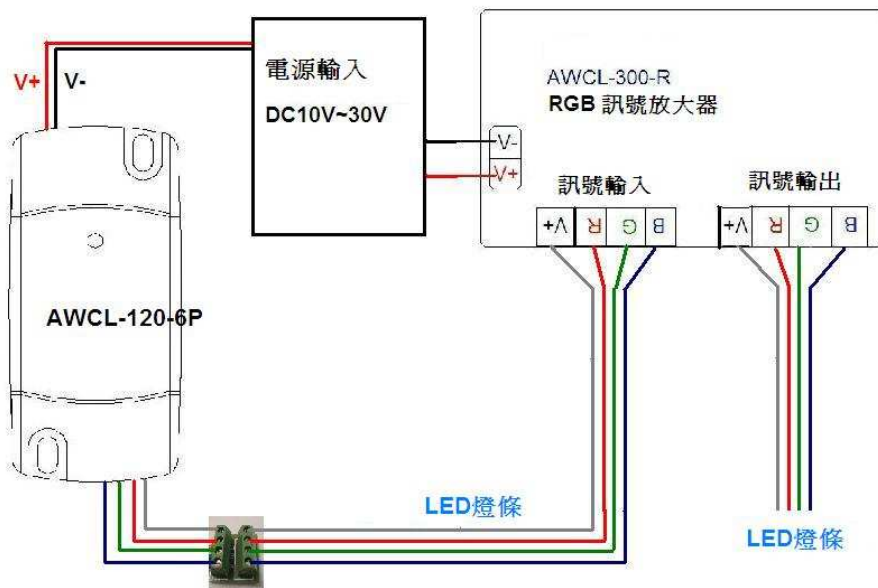 V+
V-
電源輸入
DC10V~30V
AWCL-300-R
RGB 訊號放大器
V-
V+
訊號輸入
訊號輸出
V+ R G B
V+ R G B
AWCL-120-6P
LED燈條
LED燈條